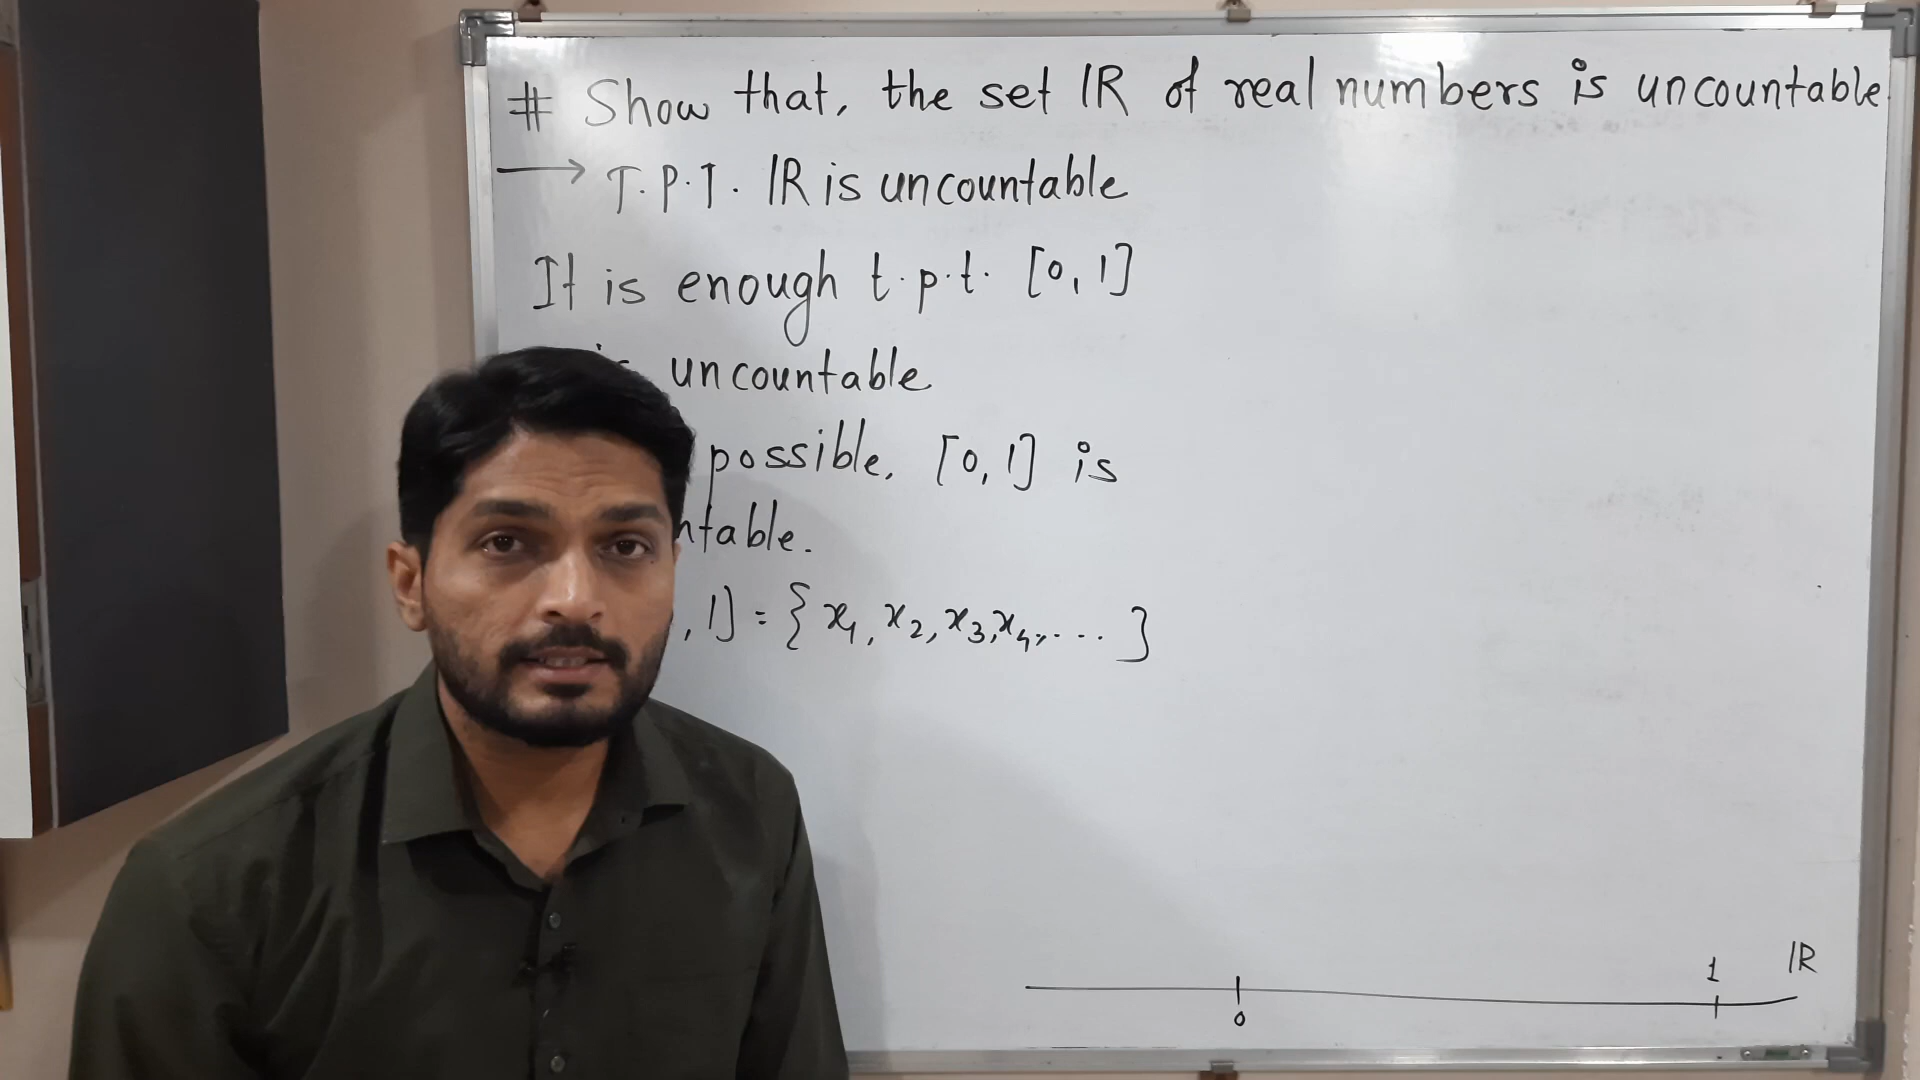 # Show that, the set IR of real numbers is uncountable.
→ T.P.T. IR is uncountable
It is enough t.p.t. [0, 1]
is uncountable
possible, [0, 1] is
ntable.
, 1] = { x1, x2, x3, x4, ... }
1 IR
0